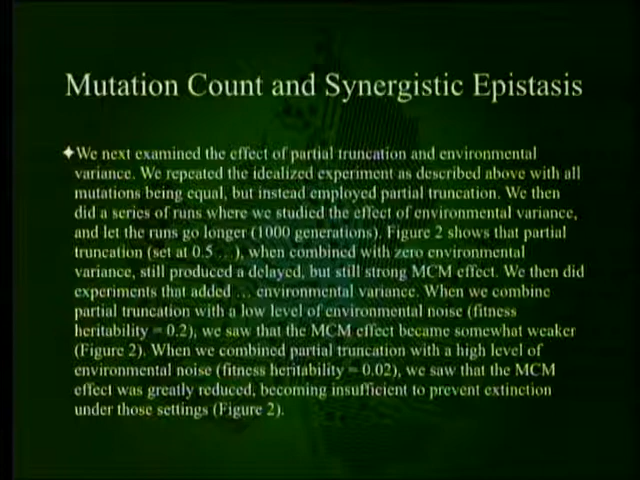 Mutation Count and Synergistic Epistasis
✦We next examined the effect of partial truncation and environmental
variance. We repeated the idealized experiment as described above with all
mutations being equal, but instead employed partial truncation. We then
did a series of runs where we studied the effect of environmental variance,
and let the runs go longer (1000 generations). Figure 2 shows that partial
truncation (set at 0.5 …), when combined with zero environmental
variance, still produced a delayed, but still strong MCM effect. We then did
experiments that added … environmental variance. When we combine
partial truncation with a low level of environmental noise (fitness
heritability = 0.2), we saw that the MCM effect became somewhat weaker
(Figure 2). When we combined partial truncation with a high level of
environmental noise (fitness heritability = 0.02), we saw that the MCM
effect was greatly reduced, becoming insufficient to prevent extinction
under those settings (Figure 2).